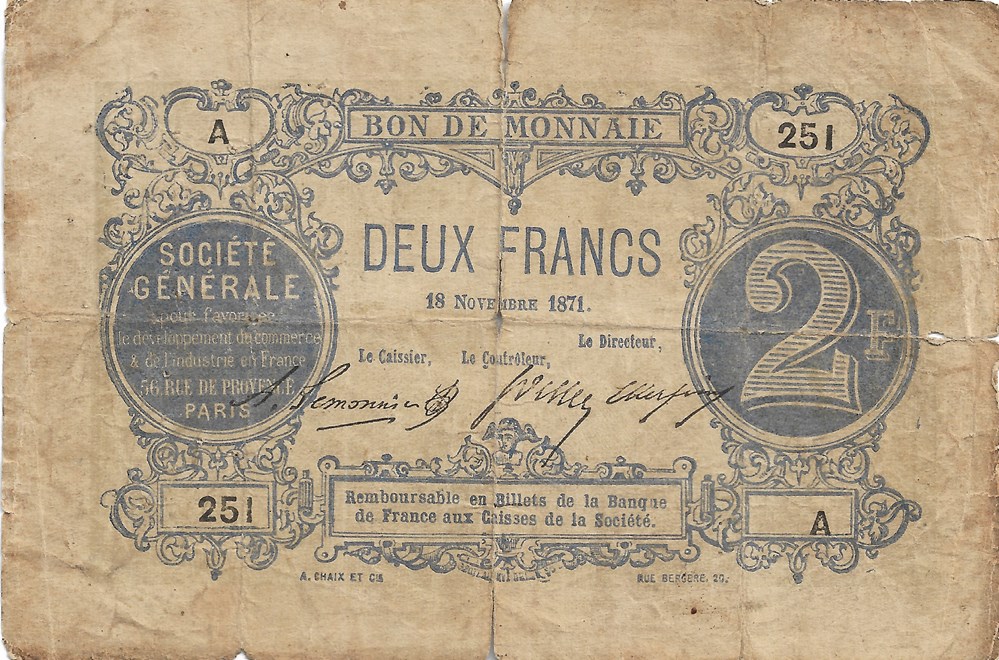 A
BON DE MONNAIE
251
SOCIÉTÉ
GÉNÉRALE
pour favoriser
le développement du commerce
& de l'industrie en France
56, RUE DE PROVENCE,
PARIS
DEUX FRANCS
18 NOVEMBRE 1871.
Le Caissier,
Le Contrôleur,
Le Directeur,
Lemonnier
2F
251
Remboursable en Billets de la Banque
de France aux Caisses de la Société.
A
A. CHAIX ET CIE
RUE BERGÈRE, 20.